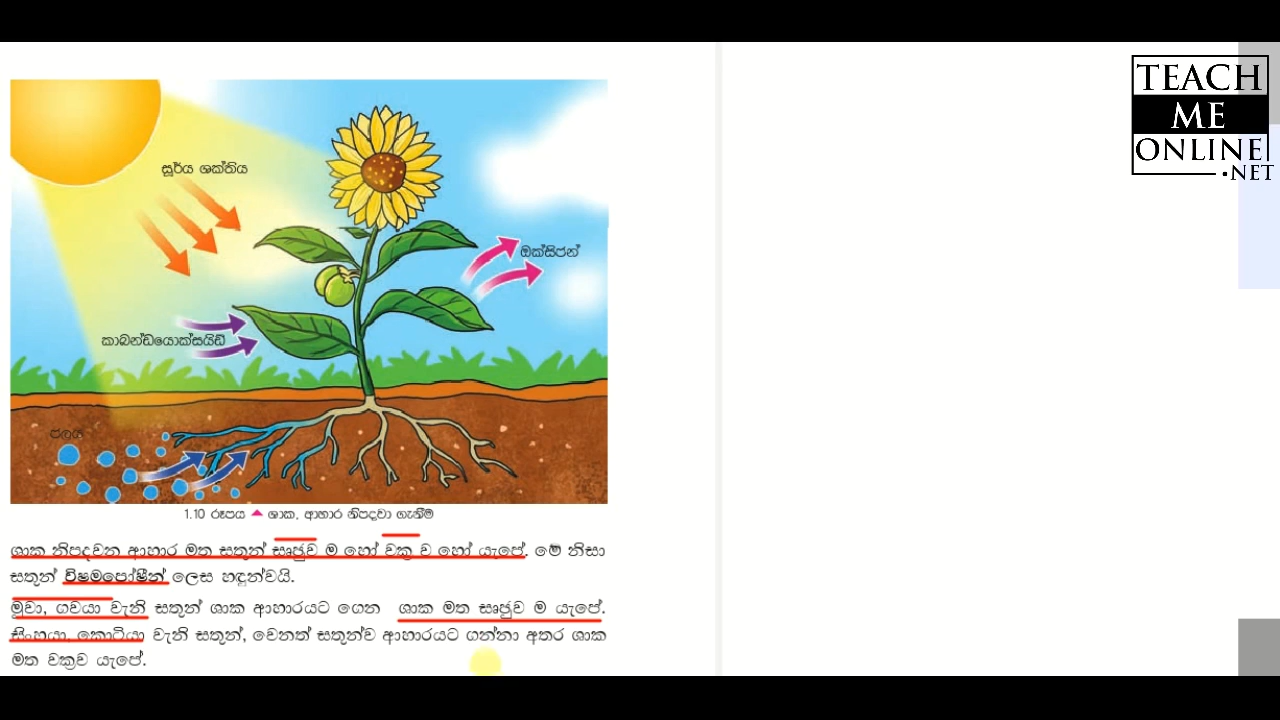 TEACH
ME
ONLINE
.NET
සූර්ය ශක්තිය
ඔක්සිජන්
කාබන්ඩයොක්සයිඩ්
ජලය
1.10 රූපය ▲ ශාක, ආහාර නිපදවා ගැනීම
ශාක නිපදවන ආහාර මත සතුන් සෘජුව ම හෝ වක්‍ර ව හෝ යැපේ. මේ නිසා
සතුන් විෂමපෝෂීන් ලෙස හඳුන්වයි.
මුවා, ගවයා වැනි සතුන් ශාක ආහාරයට ගෙන ශාක මත සෘජුව ම යැපේ.
සිංහයා, කොටියා වැනි සතුන්, වෙනත් සතුන්ව ආහාරයට ගන්නා අතර ශාක
මත වක්‍රව යැපේ.